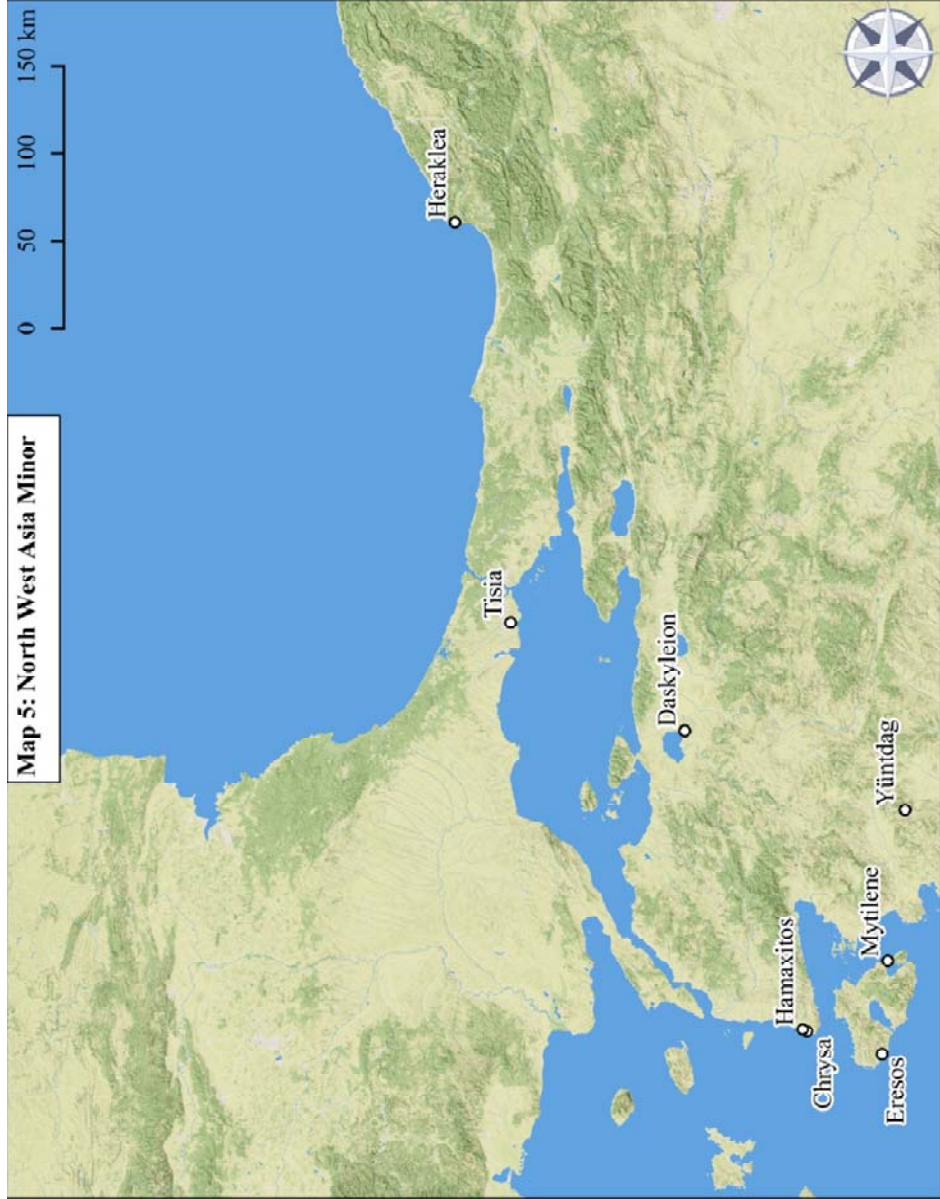 Map 5: North West Asia Minor
0 50 100 150 km
Heraklea
Tisia
Daskyleion
Yüntdag
Hamaxitos
Chrysa
Mytilene
Eresos